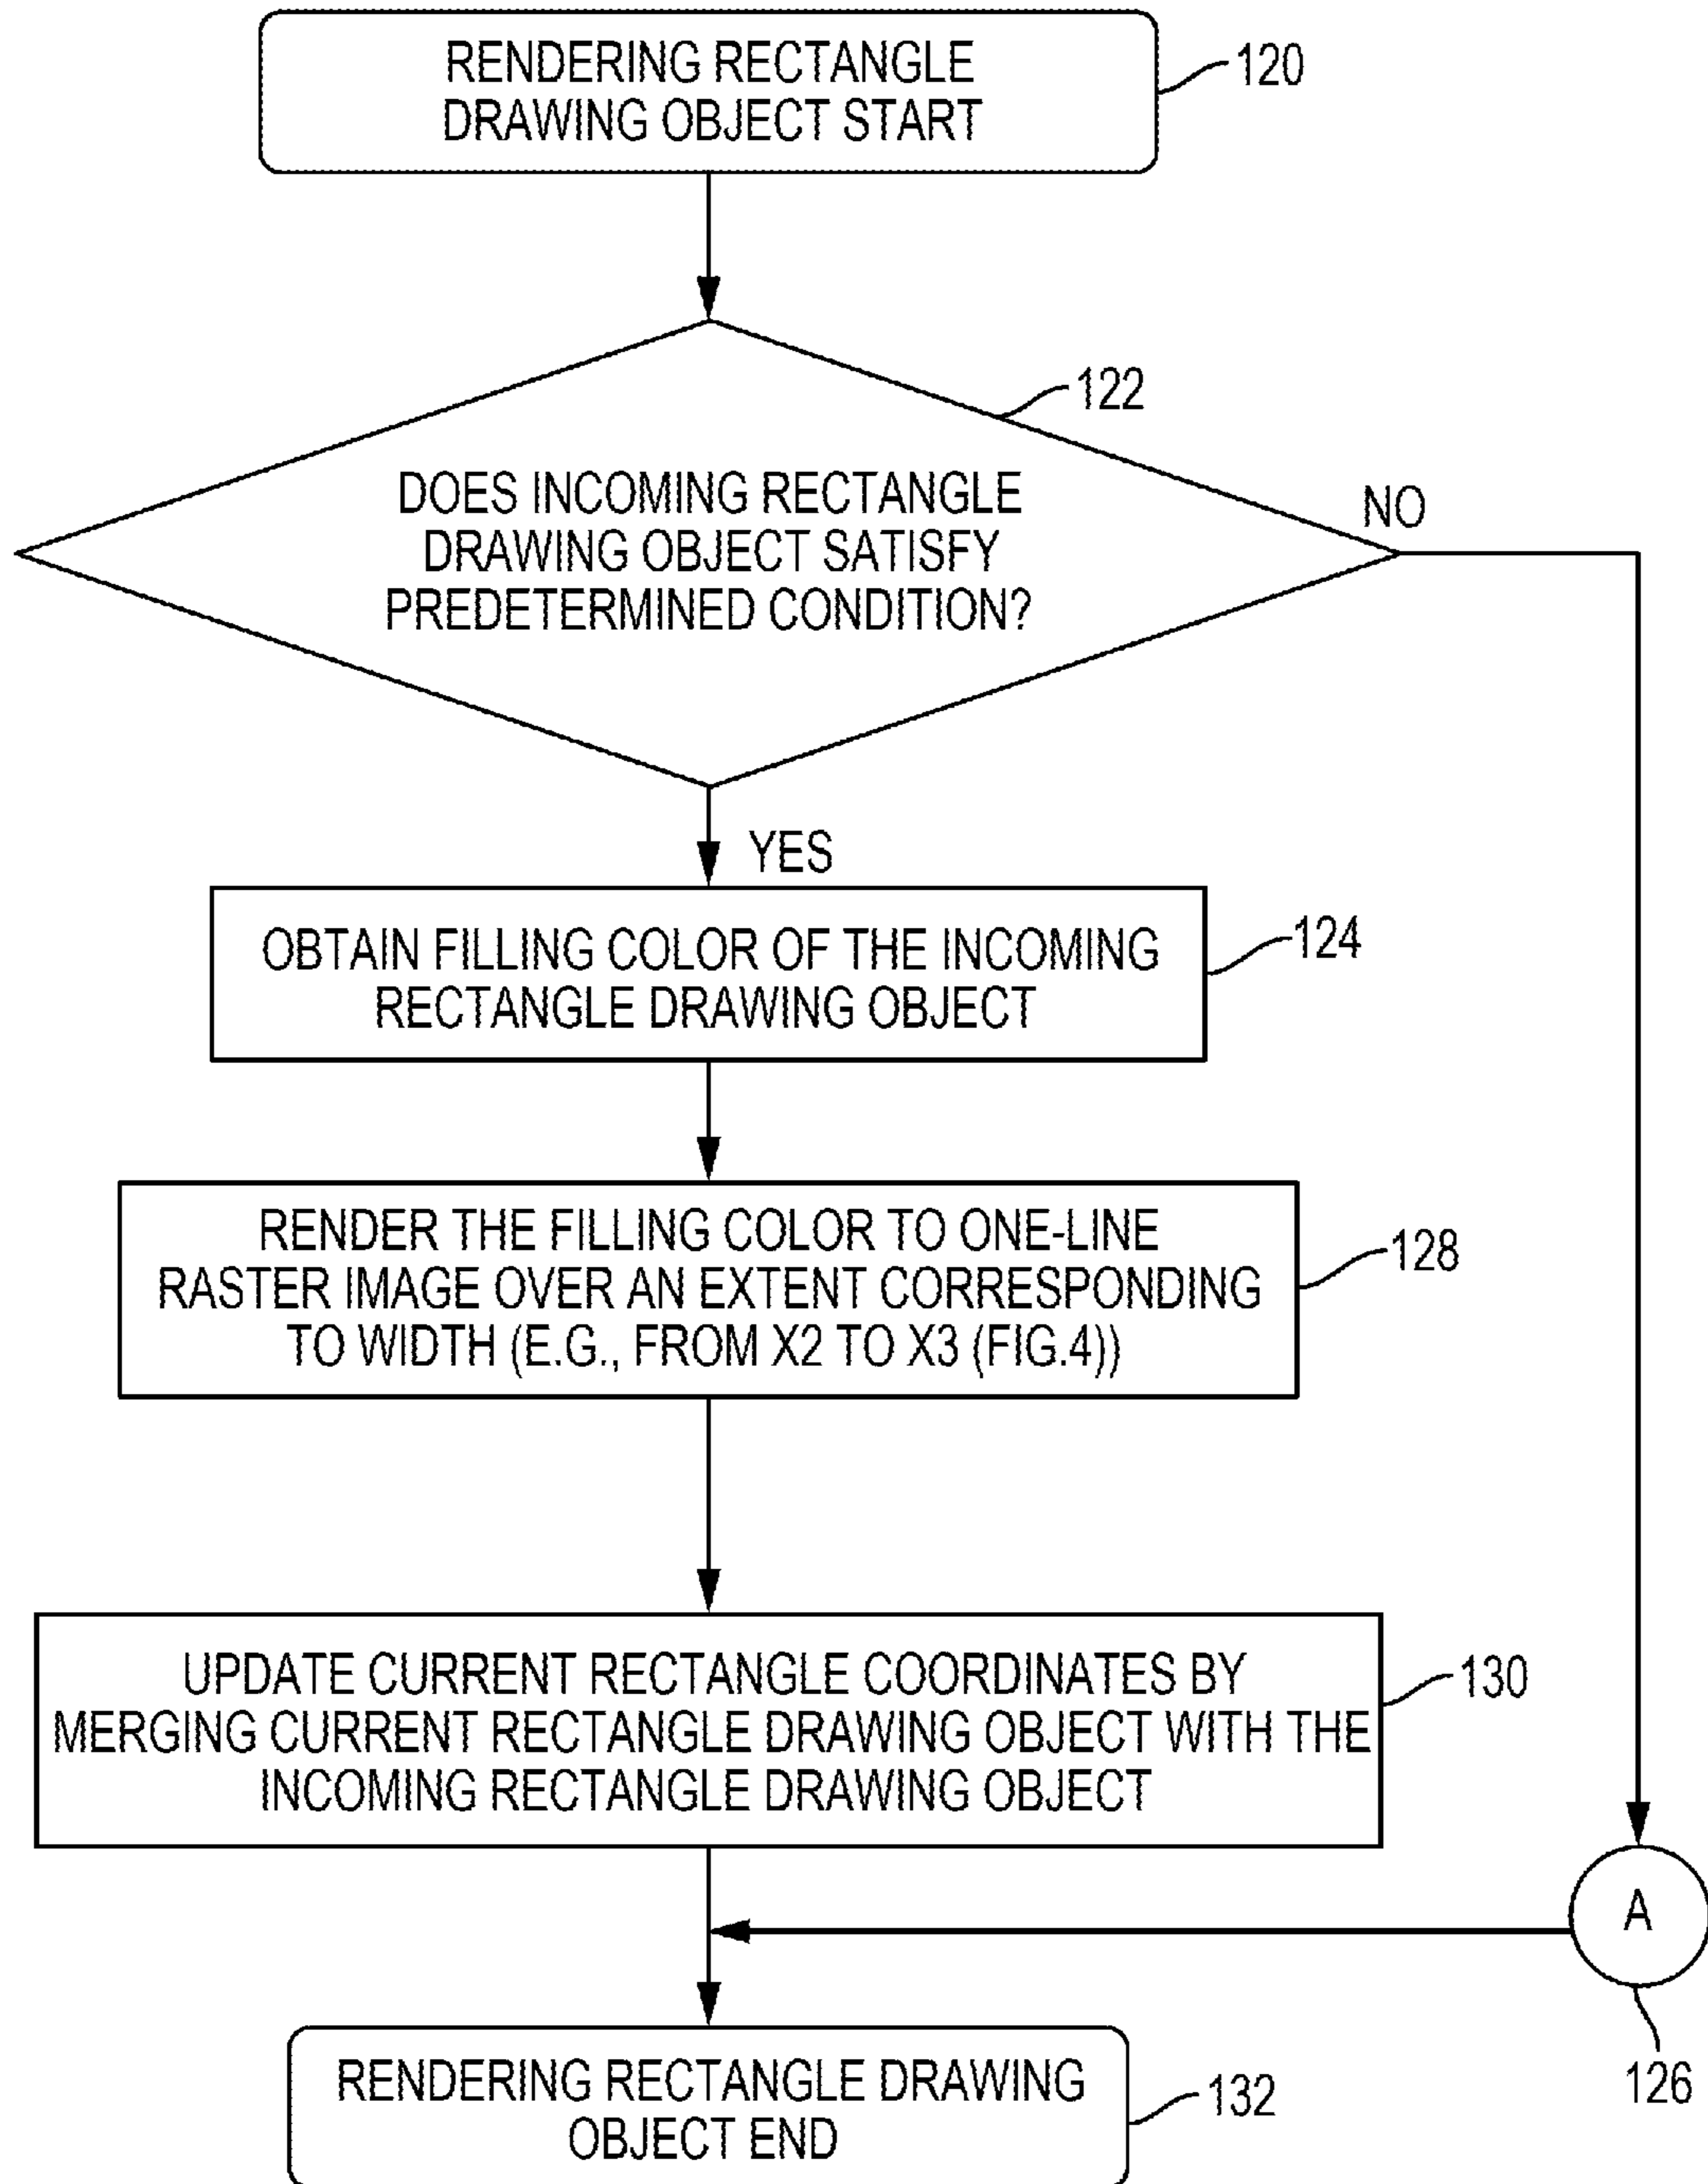 RENDERING RECTANGLE
DRAWING OBJECT START
120
122
DOES INCOMING RECTANGLE
DRAWING OBJECT SATISFY
PREDETERMINED CONDITION?
NO
YES
OBTAIN FILLING COLOR OF THE INCOMING
RECTANGLE DRAWING OBJECT
124
RENDER THE FILLING COLOR TO ONE-LINE
RASTER IMAGE OVER AN EXTENT CORRESPONDING
TO WIDTH (E.G., FROM X2 TO X3 (FIG.4))
128
UPDATE CURRENT RECTANGLE COORDINATES BY
MERGING CURRENT RECTANGLE DRAWING OBJECT WITH THE
INCOMING RECTANGLE DRAWING OBJECT
130
A
126
RENDERING RECTANGLE DRAWING
OBJECT END
132